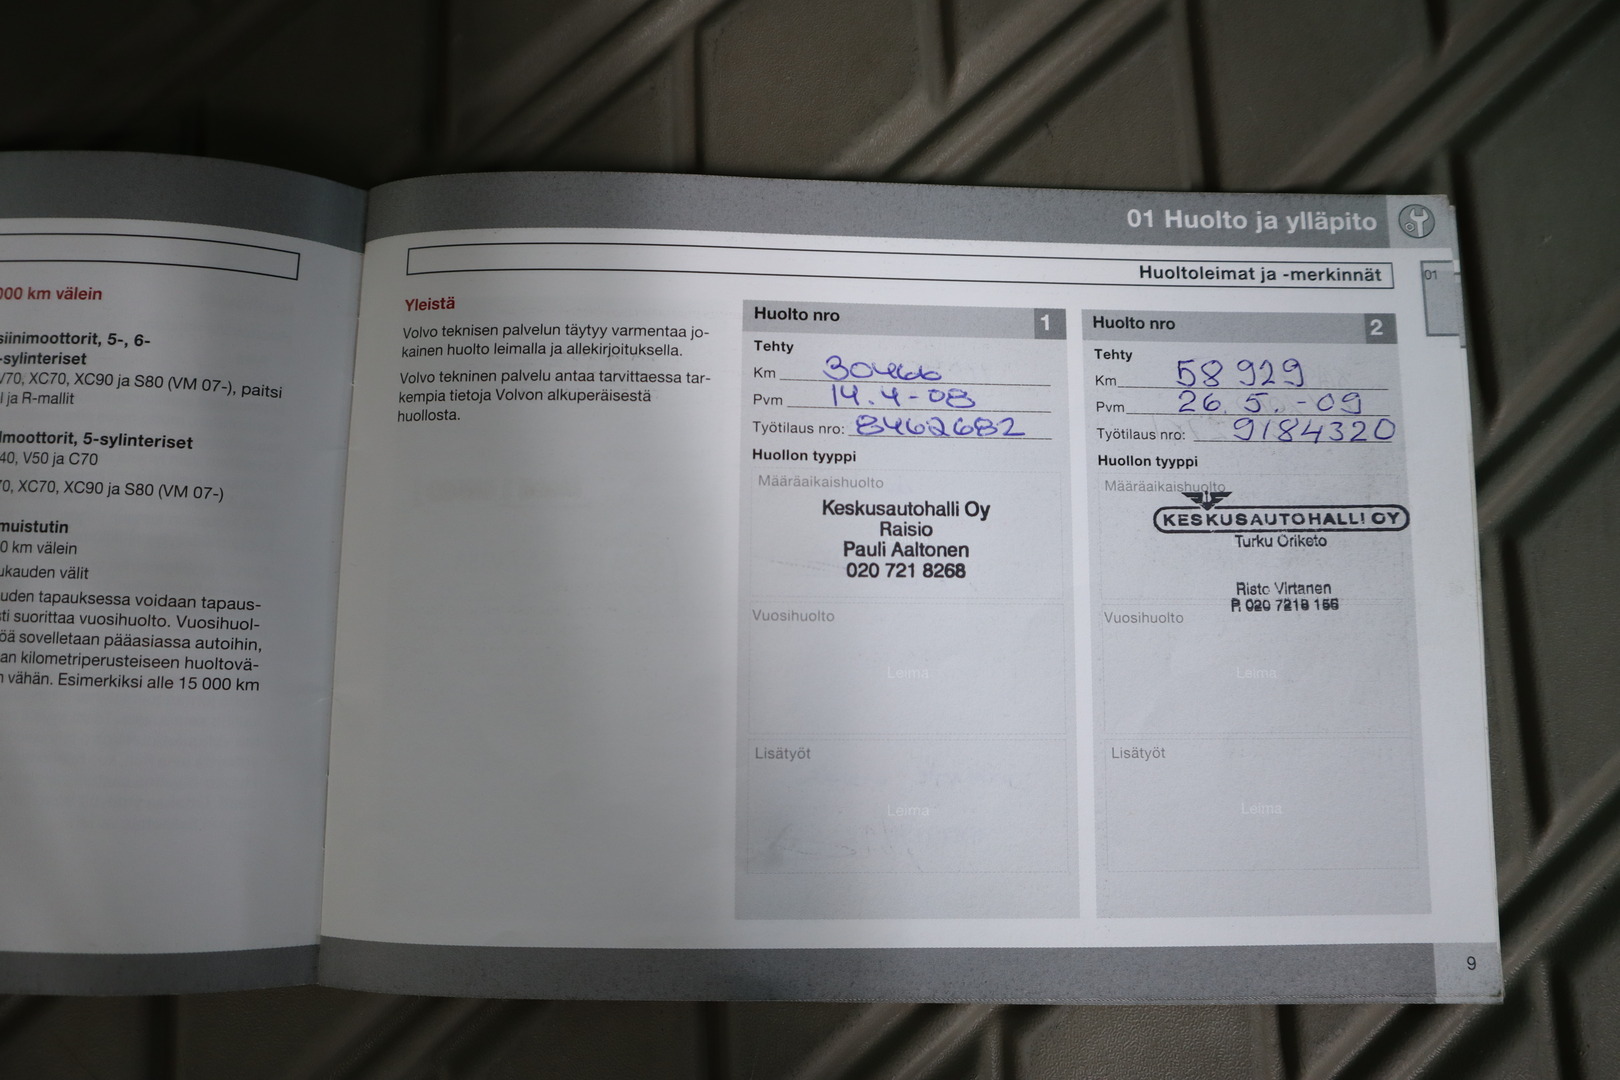 000 km välein
siinimoottorit, 5-, 6-
-sylinteriset
V70, XC70, XC90 ja S80 (VM 07-), paitsi
l ja R-mallit
lmoottorit, 5-sylinteriset
40, V50 ja C70
70, XC70, XC90 ja S80 (VM 07-)
muistutin
0 km välein
ukauden välit
uden tapauksessa voidaan tapaus-
sti suorittaa vuosihuolto. Vuosihuol-
öä sovelletaan pääasiassa autoihin,
an kilometriperusteiseen huoltovä-
n vähän. Esimerkiksi alle 15 000 km
01 Huolto ja ylläpito
Huoltoleimat ja -merkinnät
01
Yleistä
Volvo teknisen palvelun täytyy varmentaa jo-
kainen huolto leimalla ja allekirjoituksella.
Volvo tekninen palvelu antaa tarvittaessa tar-
kempia tietoja Volvon alkuperäisestä
huollosta.
Huolto nro 1
Tehty
Km 30466
Pvm 14.4-08
Työtilaus nro: 8462682
Huollon tyyppi
Määräaikaishuolto
Keskusautohalli Oy
Raisio
Pauli Aaltonen
020 721 8268
Vuosihuolto
Leima
Lisätyöt
Leima
Huolto nro 2
Tehty
Km 58 929
Pvm 26.5.-09
Työtilaus nro: 9184320
Huollon tyyppi
Määräaikaishuolto
KESKUSAUTOHALLI OY
Turku Oriketo
Risto Virtanen
P. 020 7218 156
Vuosihuolto
Leima
Lisätyöt
Leima
9